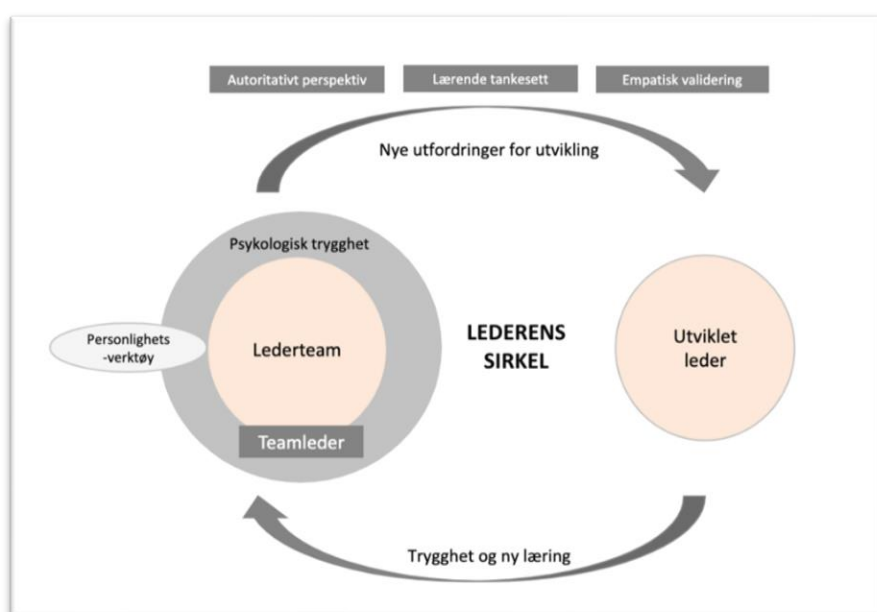 Autoritativt perspektiv
Lærende tankesett
Empatisk validering
Nye utfordringer for utvikling
Psykologisk trygghet
Personlighets
-verktøy
Lederteam
LEDERENS
SIRKEL
Utviklet
leder
Teamleder
Trygghet og ny læring